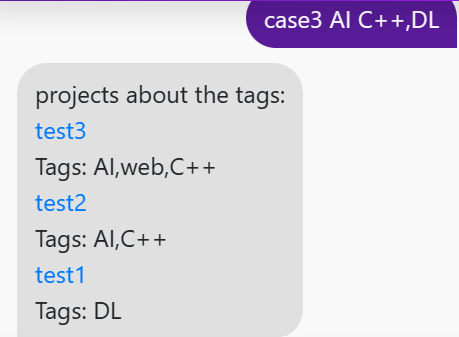 case3 AI C++,DL
projects about the tags:
test3
Tags: AI,web,C++
test2
Tags: AI,C++
test1
Tags: DL